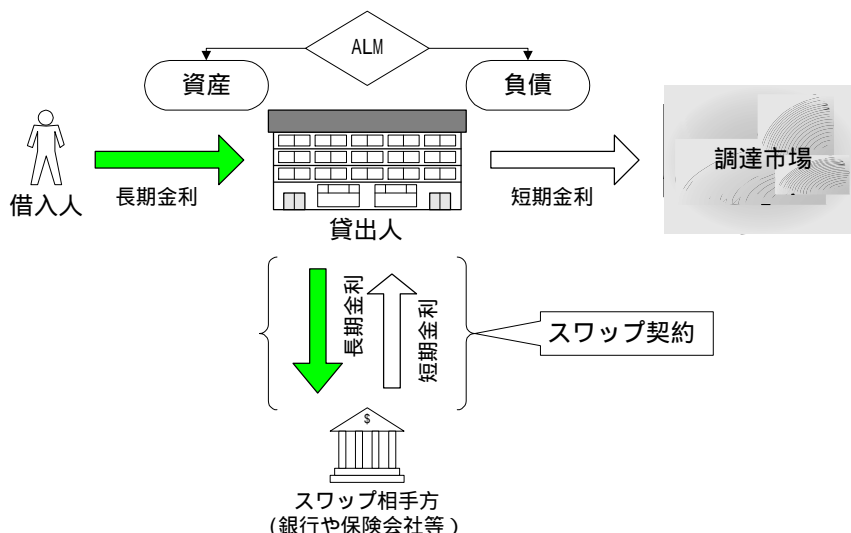 ALM
資産
負債
調達市場
借入人
長期金利
短期金利
貸出人
長期金利
短期金利
スワップ契約
$
スワップ相手方
(銀行や保険会社等)